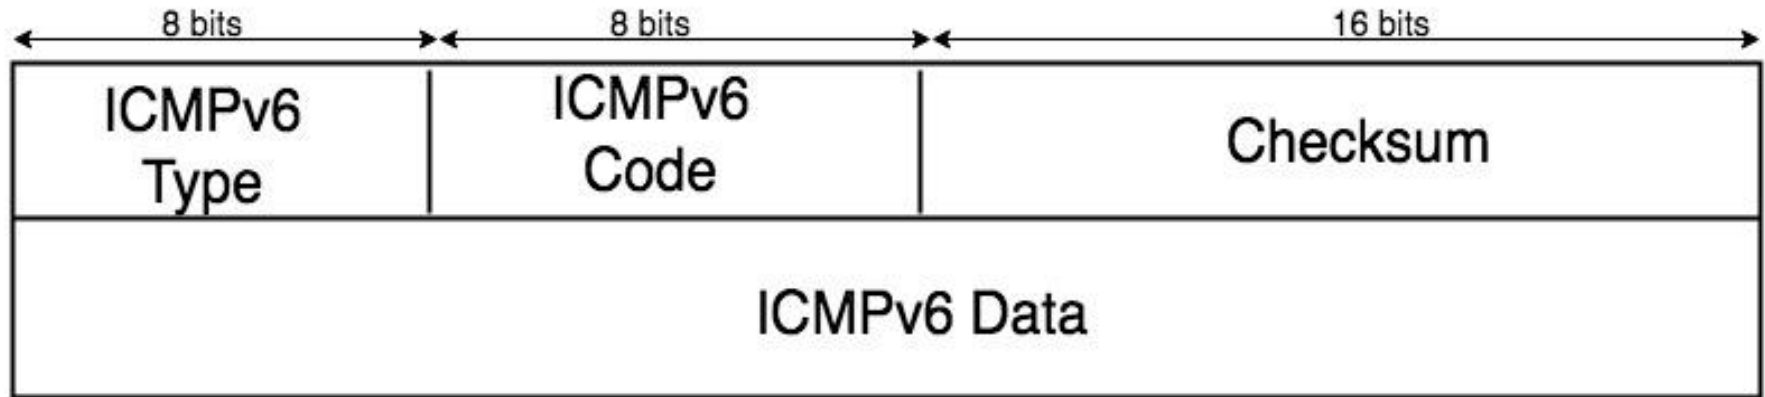 8 bits 8 bits 16 bits
ICMPv6
Type
ICMPv6
Code
Checksum
ICMPv6 Data